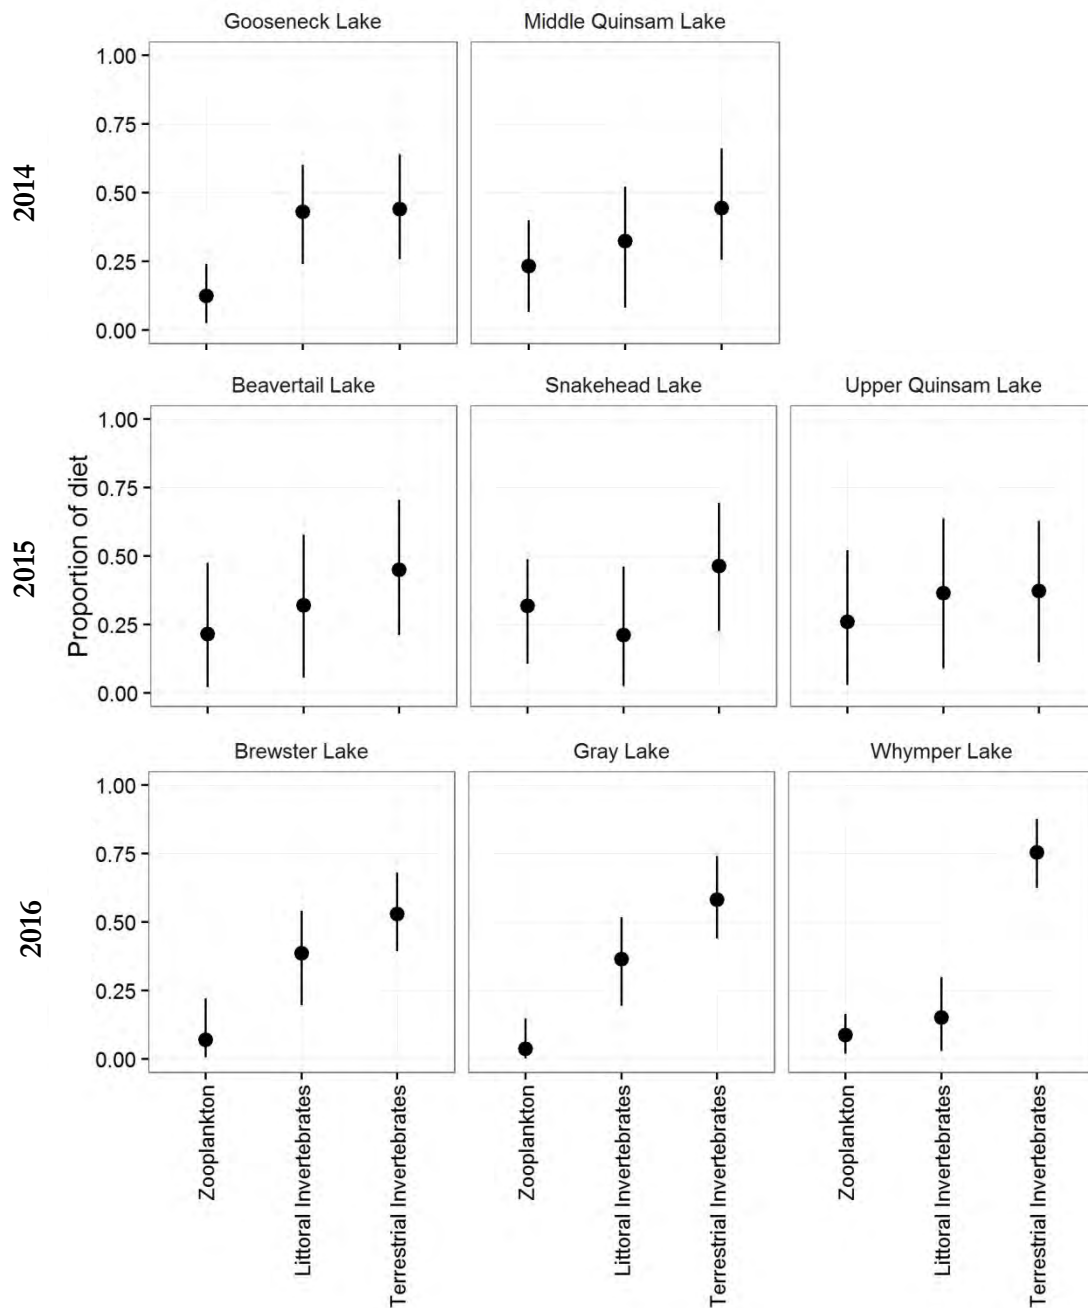 Gooseneck Lake Middle Quinsam Lake
1.00
0.75
0.50
0.25
0.00
2014
Beavertail Lake Snakehead Lake Upper Quinsam Lake
1.00
0.75
0.50
0.25
0.00
2015
Proportion of diet
Brewster Lake Gray Lake Whymper Lake
1.00
0.75
0.50
0.25
0.00
2016
Zooplankton
Littoral Invertebrates
Terrestrial Invertebrates
Zooplankton
Littoral Invertebrates
Terrestrial Invertebrates
Zooplankton
Littoral Invertebrates
Terrestrial Invertebrates